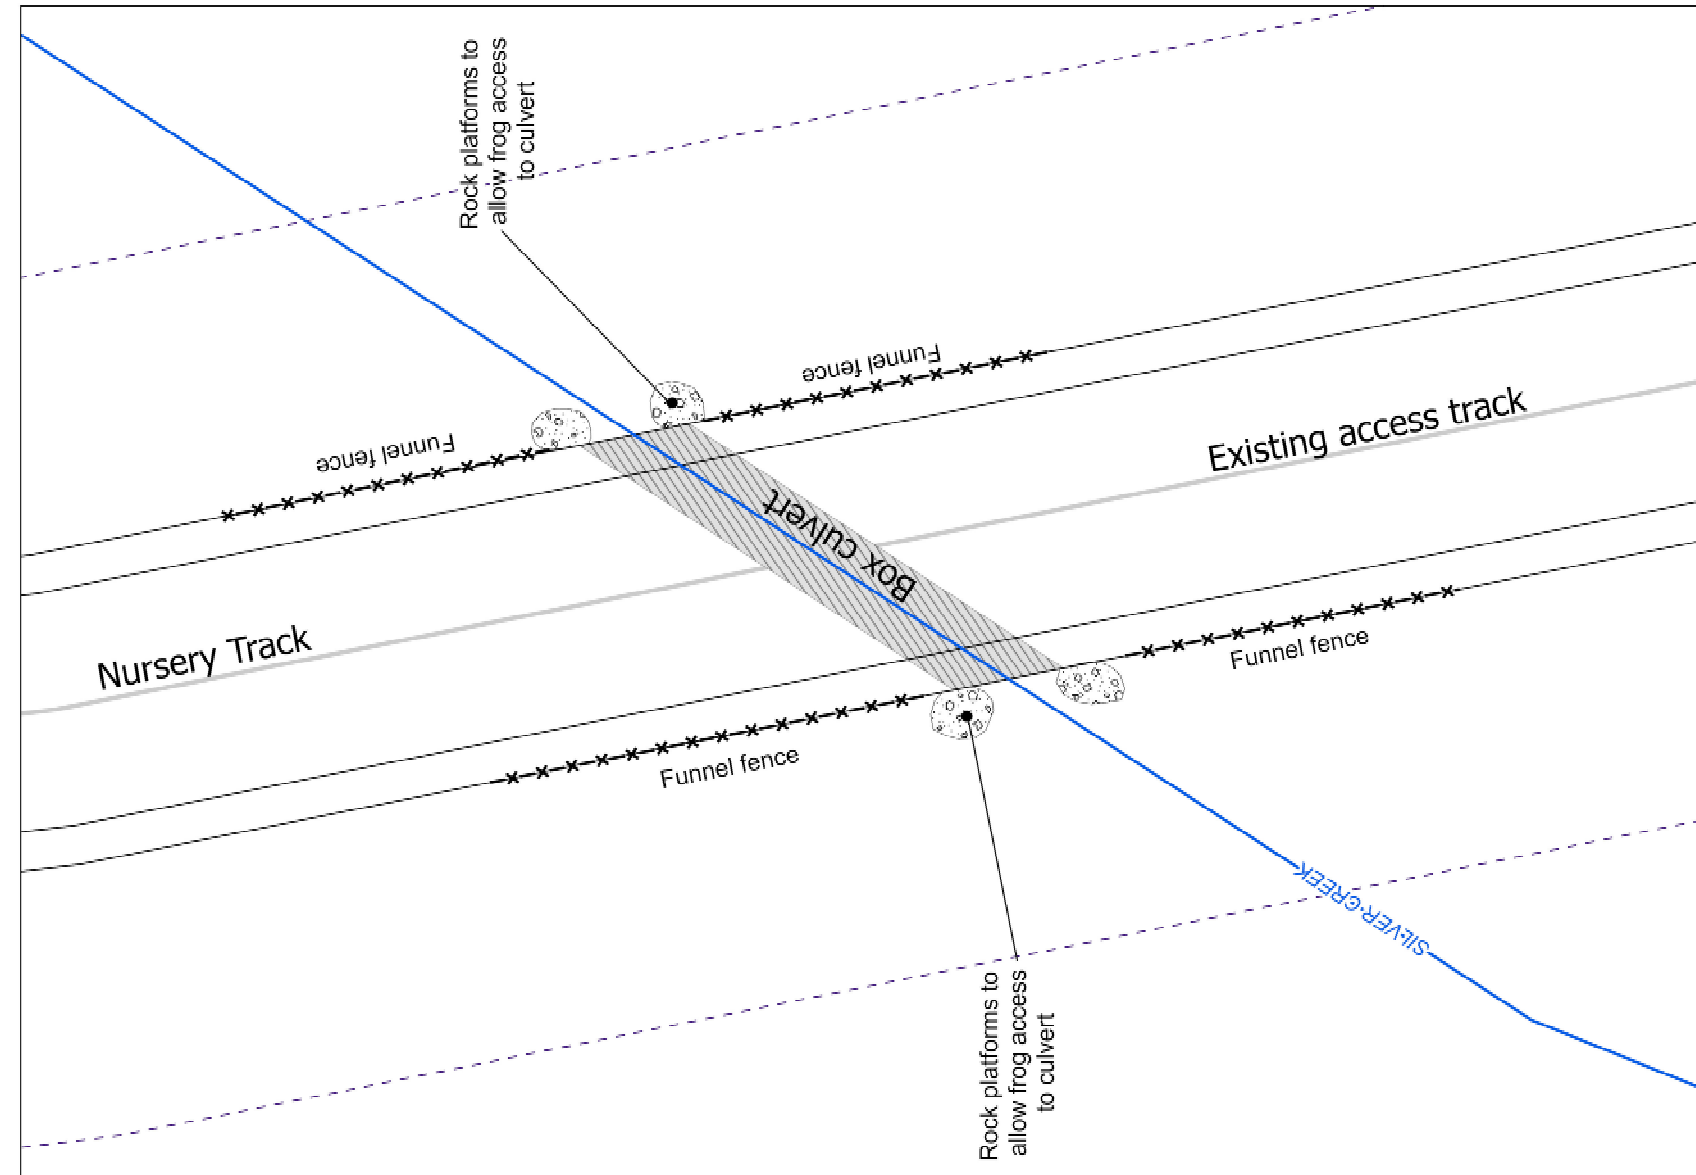 Rock platforms to
allow frog access
to culvert
Funnel fence
Funnel fence
Existing access track
Box culvert
Nursery Track
Funnel fence
Funnel fence
SILVER CREEK
Rock platforms to
allow frog access
to culvert